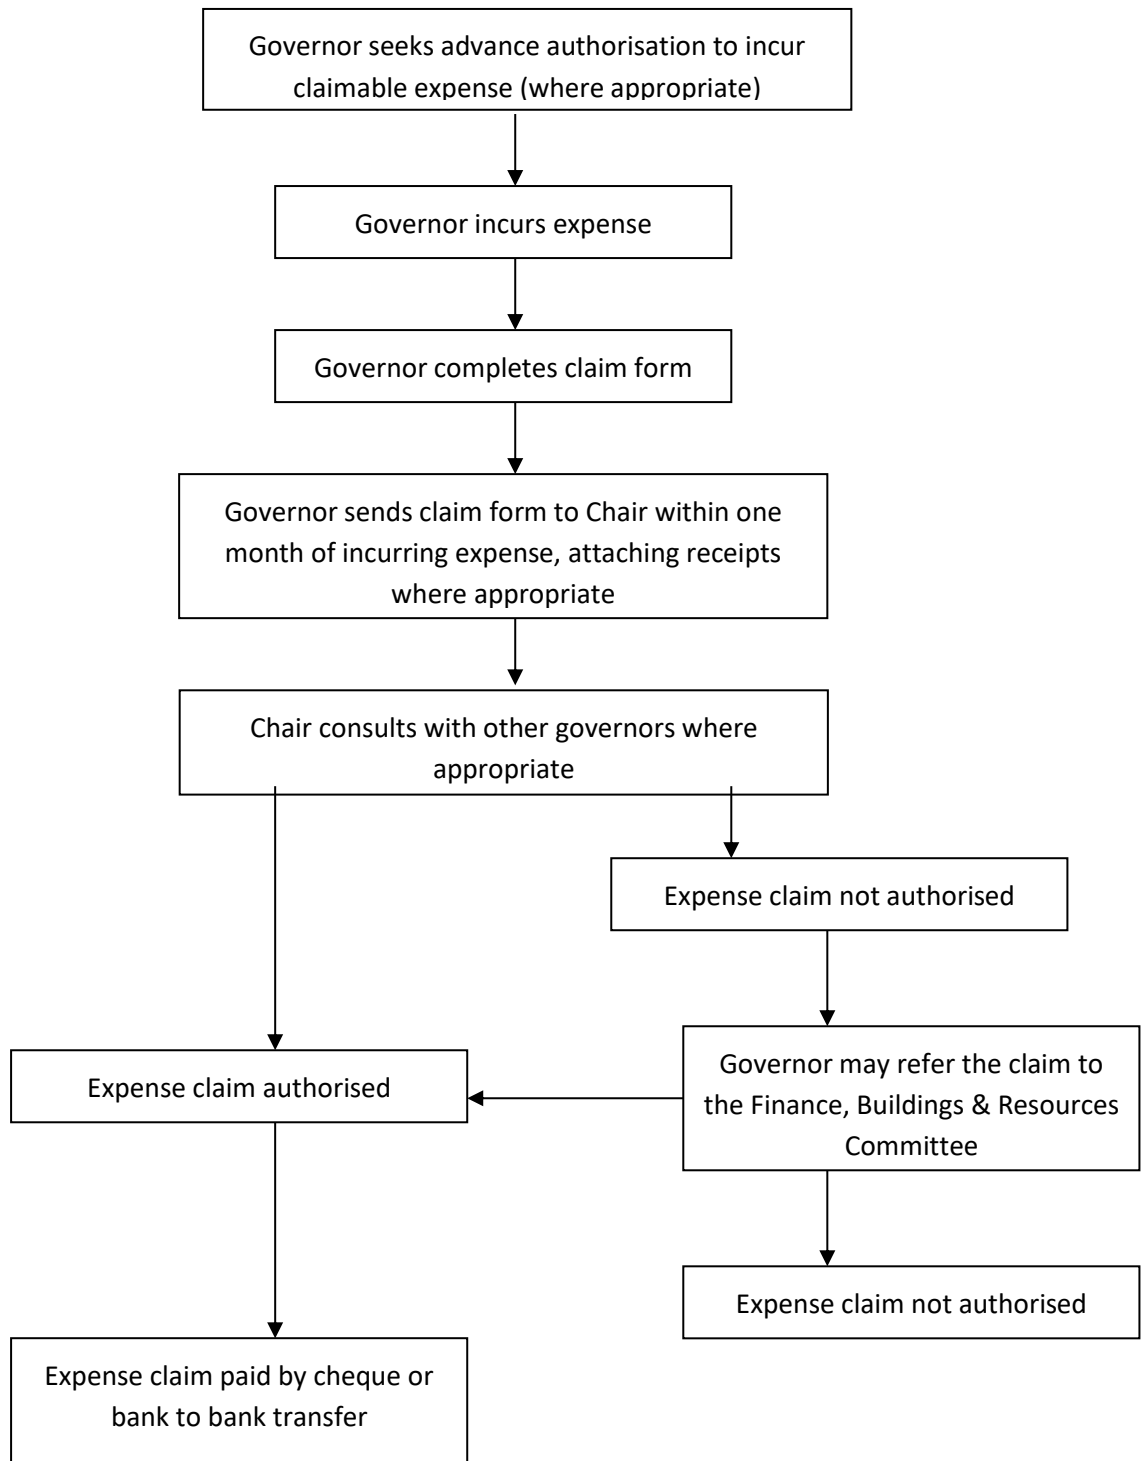 Governor seeks advance authorisation to incur
claimable expense (where appropriate)
Governor incurs expense
Governor completes claim form
Governor sends claim form to Chair within one
month of incurring expense, attaching receipts
where appropriate
Chair consults with other governors where
appropriate
Expense claim not authorised
Expense claim authorised
Governor may refer the claim to
the Finance, Buildings & Resources
Committee
Expense claim not authorised
Expense claim paid by cheque or
bank to bank transfer